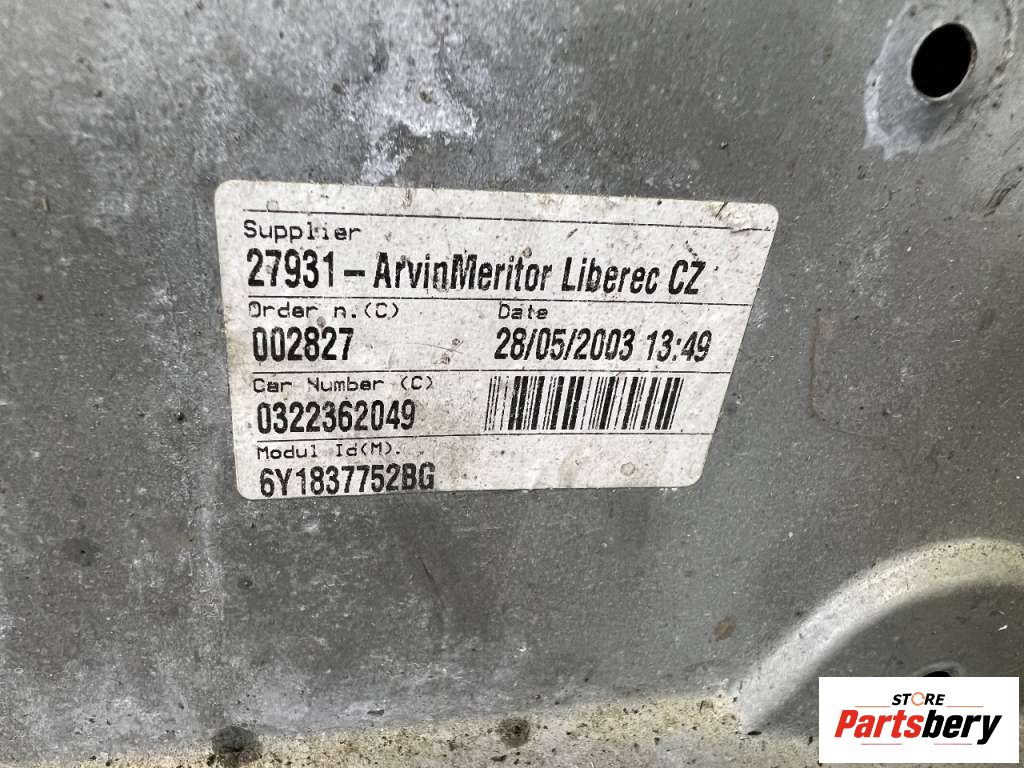 Supplier
27931 – ArvinMeritor Liberec CZ
Order n.(C) Date
002827 28/05/2003 13:49
Car Number (C)
0322362049
Modul Id(M).
6Y1837752BG
STORE
Partsbery